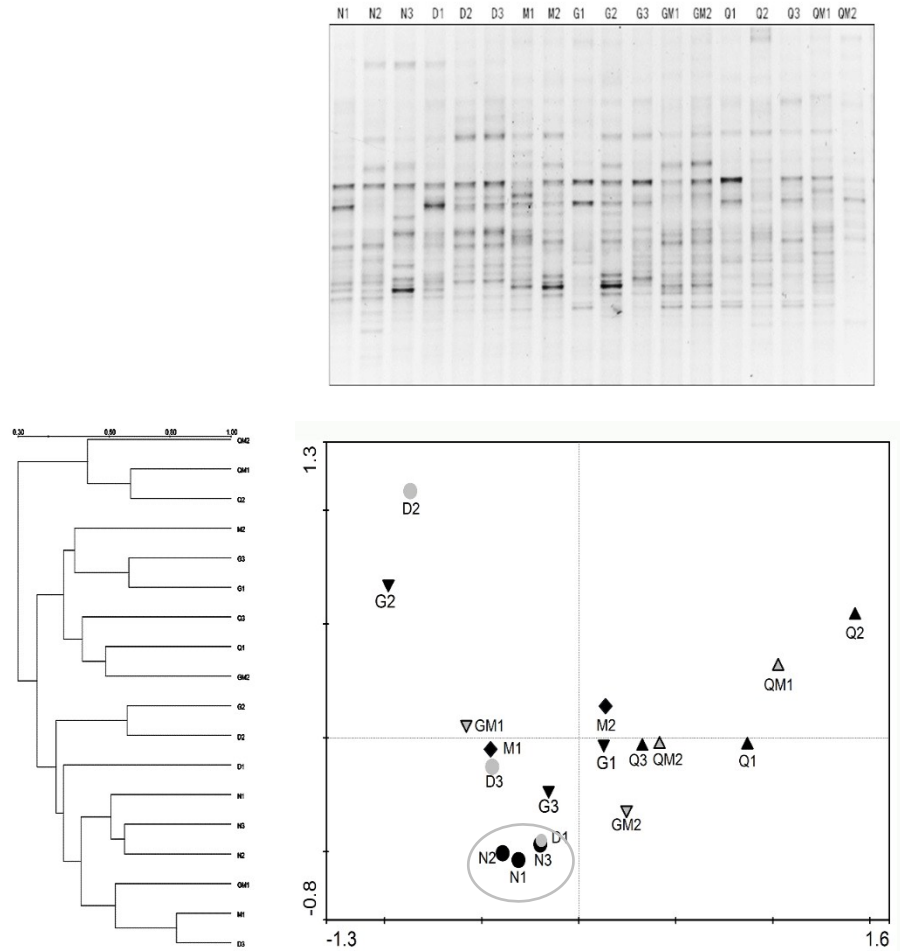 N1 N2 N3 D1 D2 D3 M1 M2 G1 G2 G3 GM1 GM2 Q1 Q2 Q3 QM1 QM2
0.30 0.60 0.80 1.00
QM2
QM1
Q2
M2
G3
G1
Q3
Q1
GM2
G2
D2
D1
N1
N3
N2
GM1
M1
D3
1.3
D2
G2
Q2
QM1
GM1
M2
M1
G1
Q3
QM2
Q1
D3
G3
GM2
D1
N2
N3
N1
-0.8
-1.3
1.6